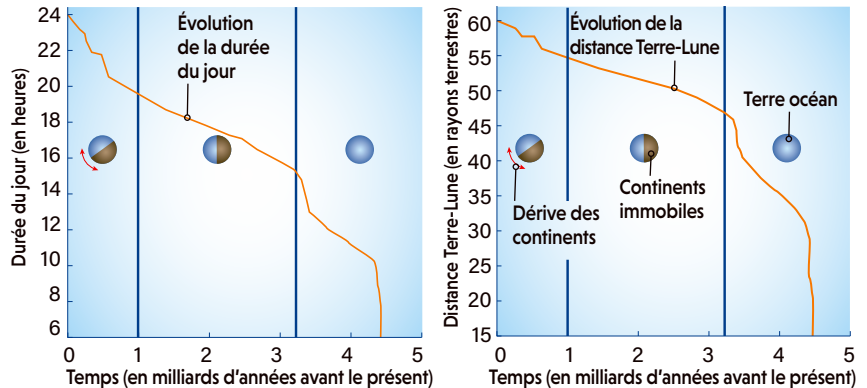 24
22
20
18
16
14
12
10
8
6
Durée du jour (en heures)
Évolution
de la durée
du jour
0
1
2
3
4
5
Temps (en milliards d'années avant le présent)
60
55
50
45
40
35
30
25
20
15
Distance Terre-Lune (en rayons terrestres)
Évolution de la
distance Terre-Lune
Terre océan
Continents
immobiles
Dérive des
continents
0
1
2
3
4
5
Temps (en milliards d'années avant le présent)